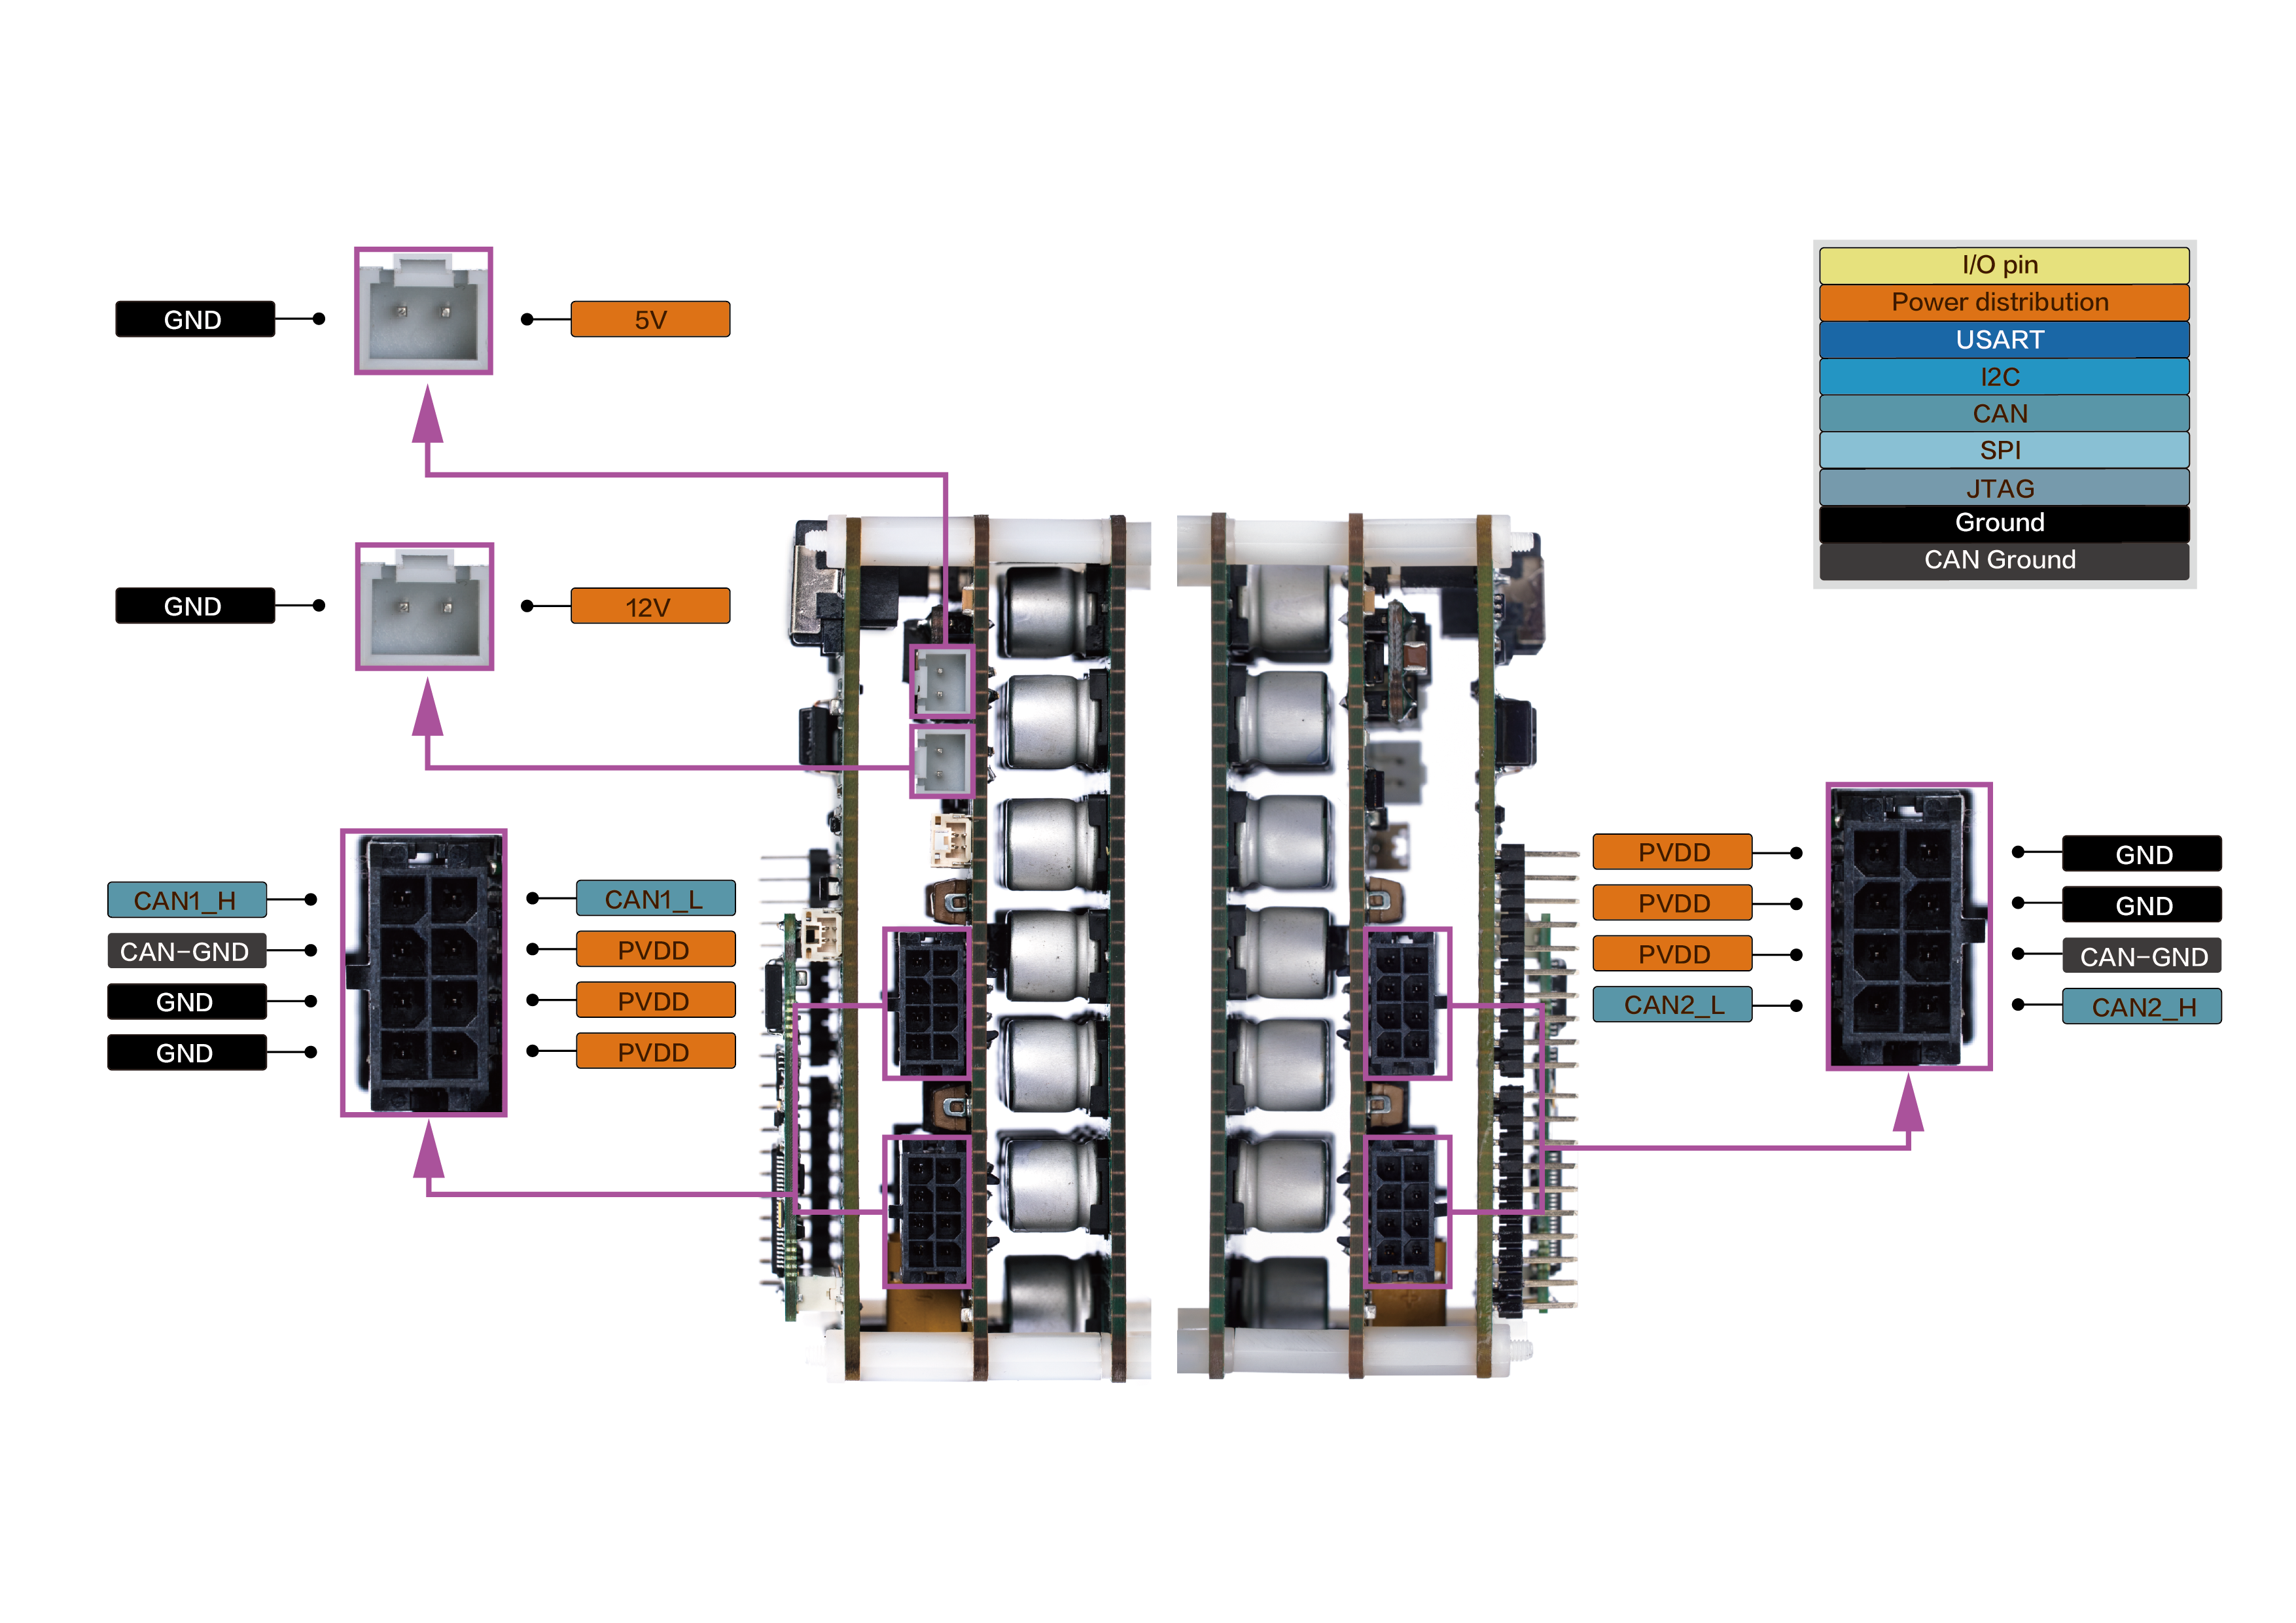 GND
5V
GND
12V
CAN1_H
CAN1_L
CAN-GND
PVDD
GND
PVDD
GND
PVDD
I/O pin
Power distribution
USART
I2C
CAN
SPI
JTAG
Ground
CAN Ground
PVDD
GND
PVDD
GND
PVDD
CAN-GND
CAN2_L
CAN2_H